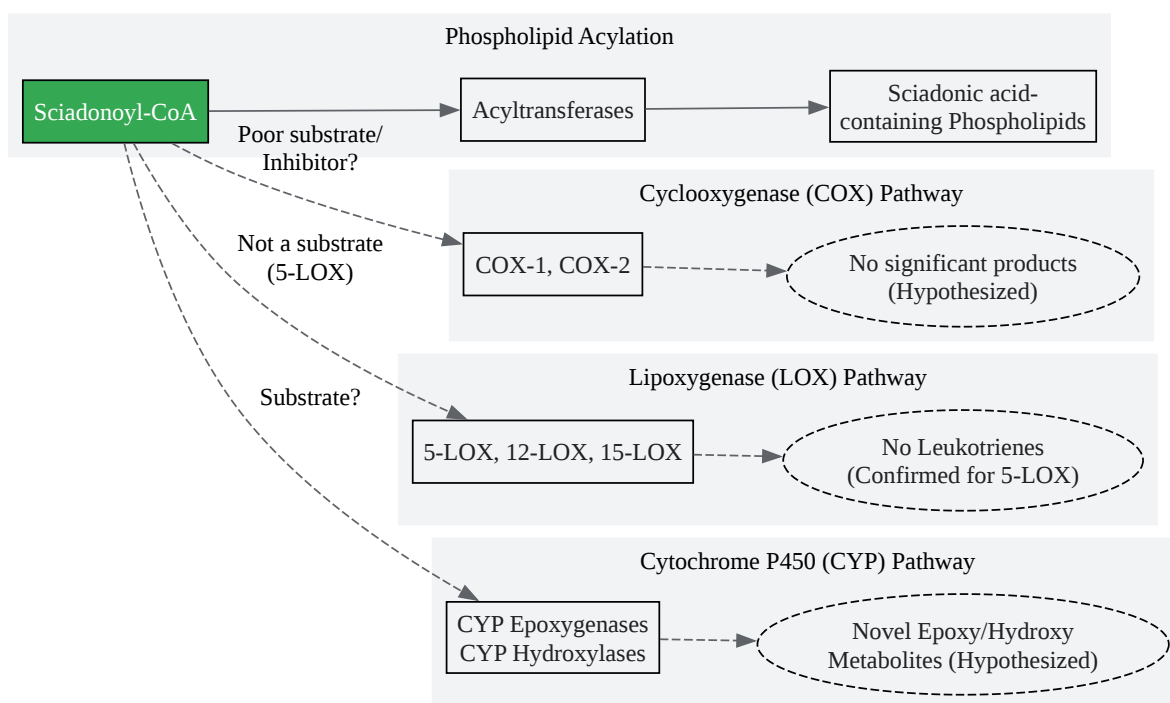 Phospholipid Acylation
Sciadonoyl-CoA
Acyltransferases
Sciadonic acid-
containing Phospholipids
Poor substrate/
Inhibitor?
Cyclooxygenase (COX) Pathway
Not a substrate
(5-LOX)
COX-1, COX-2
No significant products
(Hypothesized)
Lipoxygenase (LOX) Pathway
Substrate?
5-LOX, 12-LOX, 15-LOX
No Leukotrienes
(Confirmed for 5-LOX)
Cytochrome P450 (CYP) Pathway
CYP Epoxygenases
CYP Hydroxylases
Novel Epoxy/Hydroxy
Metabolites (Hypothesized)